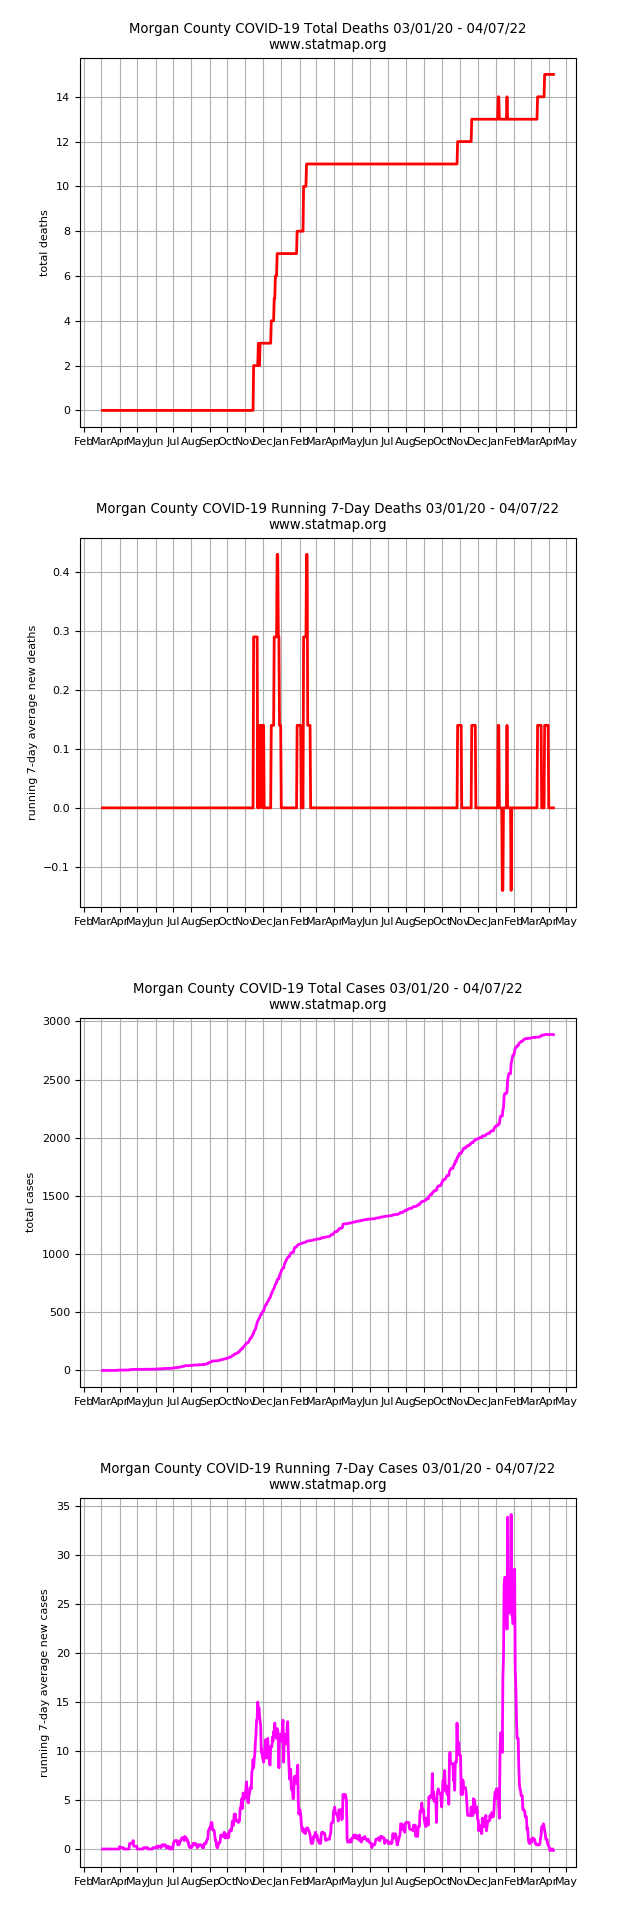 Morgan County COVID-19 Total Deaths 03/01/20 - 04/07/22
www.statmap.org
14
12
10
8
6
4
2
0
total deaths
Feb Mar Apr May Jun Jul Aug Sep Oct Nov Dec Jan Feb Mar Apr May Jun Jul Aug Sep Oct Nov Dec Jan Feb Mar Apr May
Morgan County COVID-19 Running 7-Day Deaths 03/01/20 - 04/07/22
www.statmap.org
0.4
0.3
0.2
0.1
0.0
−0.1
running 7-day average new deaths
Feb Mar Apr May Jun Jul Aug Sep Oct Nov Dec Jan Feb Mar Apr May Jun Jul Aug Sep Oct Nov Dec Jan Feb Mar Apr May
Morgan County COVID-19 Total Cases 03/01/20 - 04/07/22
www.statmap.org
3000
2500
2000
1500
1000
500
0
total cases
Feb Mar Apr May Jun Jul Aug Sep Oct Nov Dec Jan Feb Mar Apr May Jun Jul Aug Sep Oct Nov Dec Jan Feb Mar Apr May
Morgan County COVID-19 Running 7-Day Cases 03/01/20 - 04/07/22
www.statmap.org
35
30
25
20
15
10
5
0
running 7-day average new cases
Feb Mar Apr May Jun Jul Aug Sep Oct Nov Dec Jan Feb Mar Apr May Jun Jul Aug Sep Oct Nov Dec Jan Feb Mar Apr May